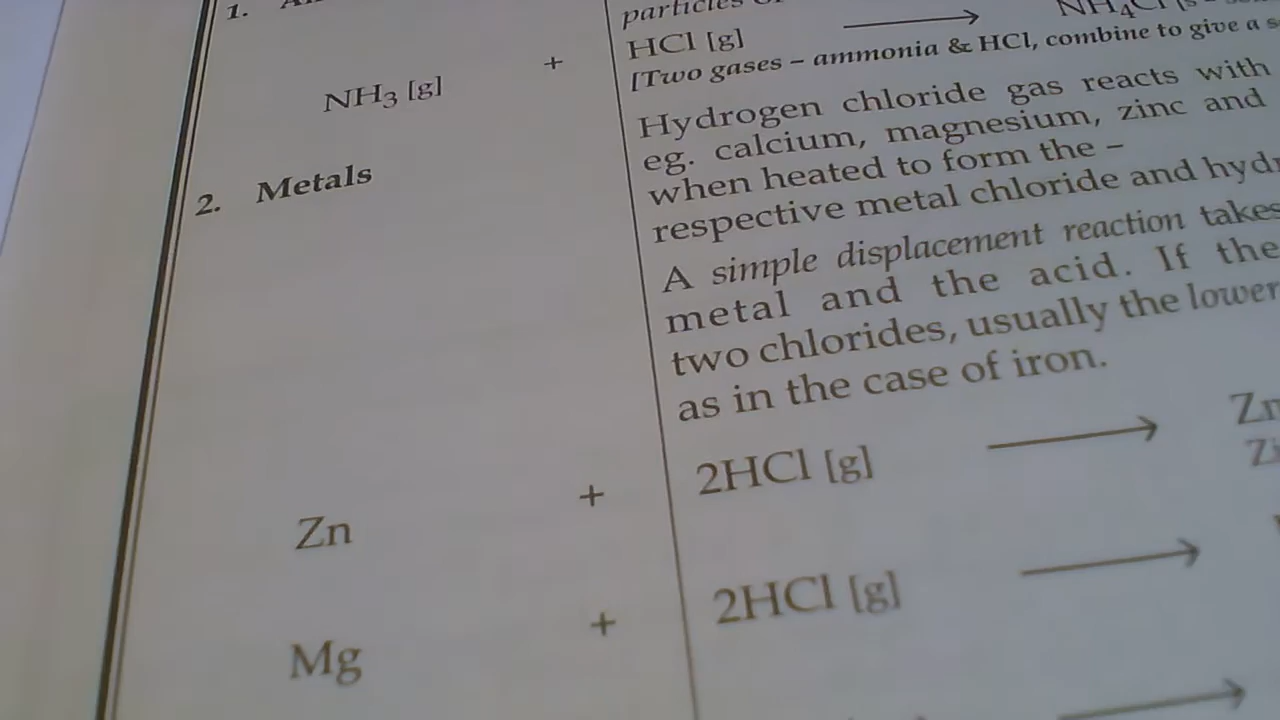 1.
particles
HCl [g]
NH₃ [g] +
[Two gases – ammonia & HCl, combine to give a
2. Metals
Hydrogen chloride gas reacts with
eg. calcium, magnesium, zinc and
when heated to form the –
respective metal chloride and
A simple displacement reaction takes
metal and the acid. If the
two chlorides, usually the lower
as in the case of iron.
Zn + 2HCl [g] ⟶
Mg + 2HCl [g] ⟶